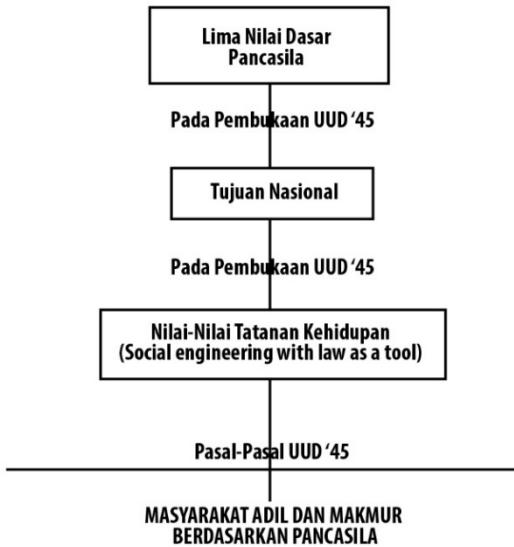 Lima Nilai Dasar
Pancasila
Pada Pembukaan UUD ‘45
Tujuan Nasional
Pada Pembukaan UUD ‘45
Nilai-Nilai Tatanan Kehidupan
(Social engineering with law as a tool)
Pasal-Pasal UUD ‘45
MASYARAKAT ADIL DAN MAKMUR
BERDASARKAN PANCASILA